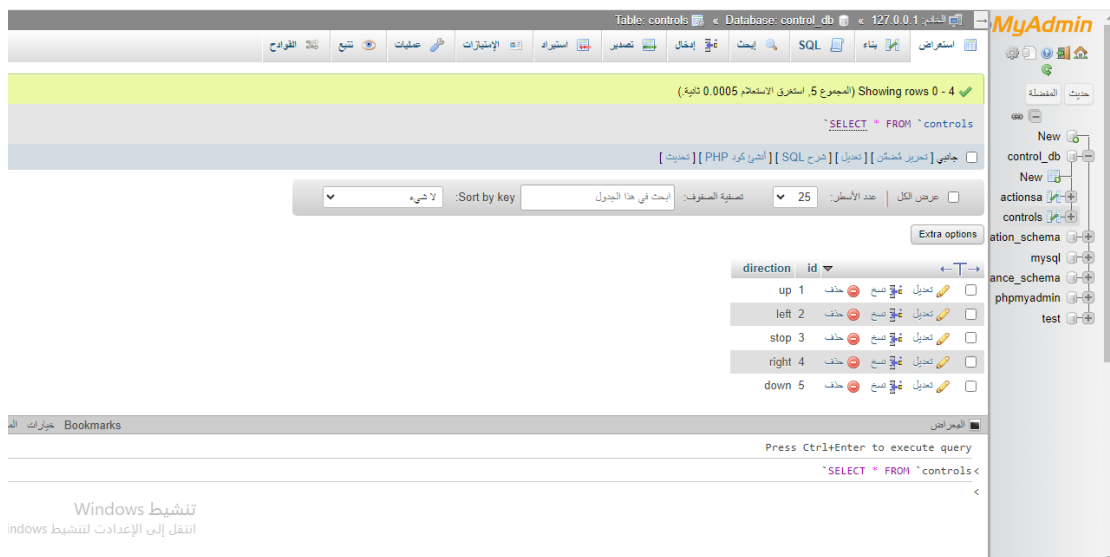 الخادم: 127.0.0.1 » Database: control_db » Table: controls
MyAdmin
استعراض بناء SQL إبحث إدخال تصدير استيراد الإمتيازات عمليات تتبع القوادح
حديث المفضلة
Showing rows 0 - 4 (المجموع 5, استغرق الاستعلام 0.0005 ثانية.)
SELECT * FROM `controls`
جانبي [ تحرير مُضمّن ] [ تعديل ] [ شرح SQL ] [ أنشئ كود PHP ] [ تحديث ]
عرض الكل عدد الأسطر: 25 تصفية الصفوف: ابحث في هذا الجدول Sort by key: لا شيء
Extra options
id direction
تعديل نسخ حذف 1 up
تعديل نسخ حذف 2 left
تعديل نسخ حذف 3 stop
تعديل نسخ حذف 4 right
تعديل نسخ حذف 5 down
New
control_db
New
actionsa
controls
ation_schema
mysql
ance_schema
phpmyadmin
test
Bookmarks خيارات
Press Ctrl+Enter to execute query
>SELECT * FROM `controls`
>
تنشيط Windows
انتقل إلى الإعدادت لتنشيط indows